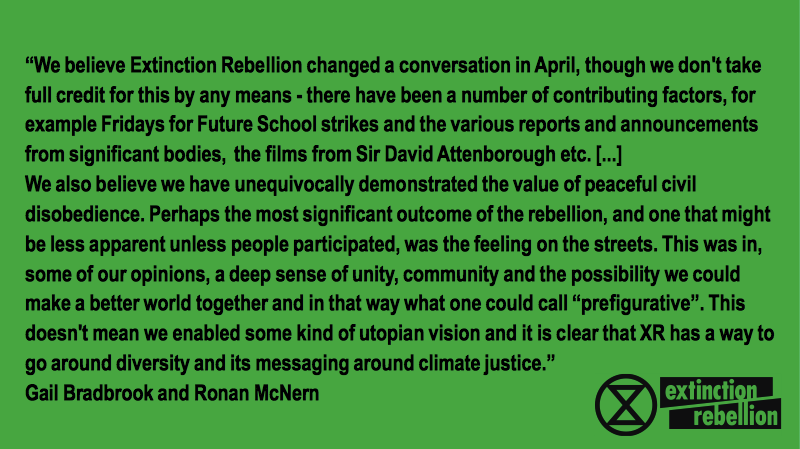 “We believe Extinction Rebellion changed a conversation in April, though we don't take
full credit for this by any means - there have been a number of contributing factors, for
example Fridays for Future School strikes and the various reports and announcements
from significant bodies,  the films from Sir David Attenborough etc. [...]
We also believe we have unequivocally demonstrated the value of peaceful civil
disobedience. Perhaps the most significant outcome of the rebellion, and one that might
be less apparent unless people participated, was the feeling on the streets. This was in,
some of our opinions, a deep sense of unity, community and the possibility we could
make a better world together and in that way what one could call “prefigurative”. This
doesn't mean we enabled some kind of utopian vision and it is clear that XR has a way to
go around diversity and its messaging around climate justice.”
Gail Bradbrook and Ronan McNern
extinction
rebellion